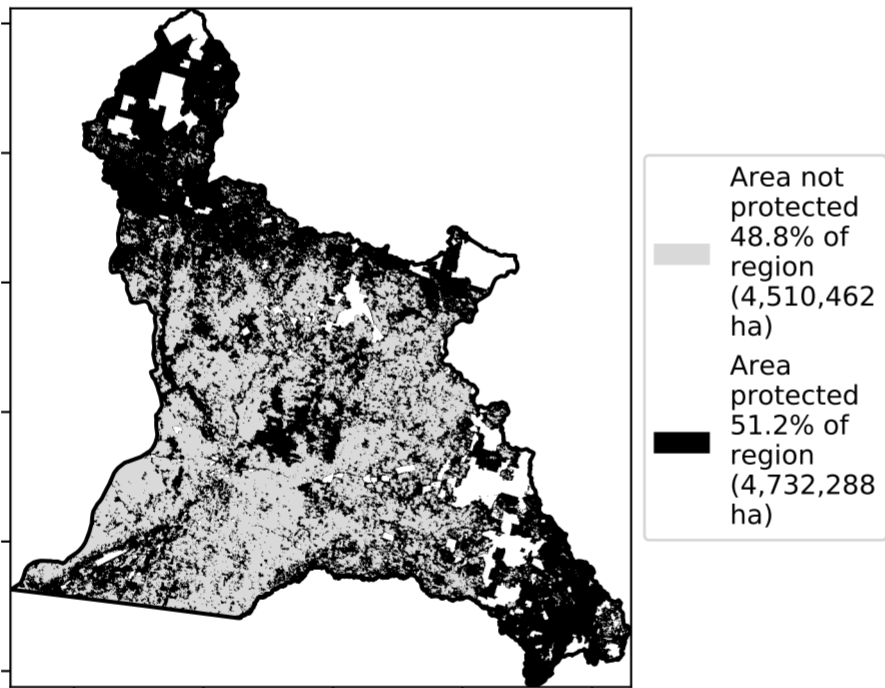 Area not
protected
48.8% of
region
(4,510,462
ha)
Area
protected
51.2% of
region
(4,732,288
ha)